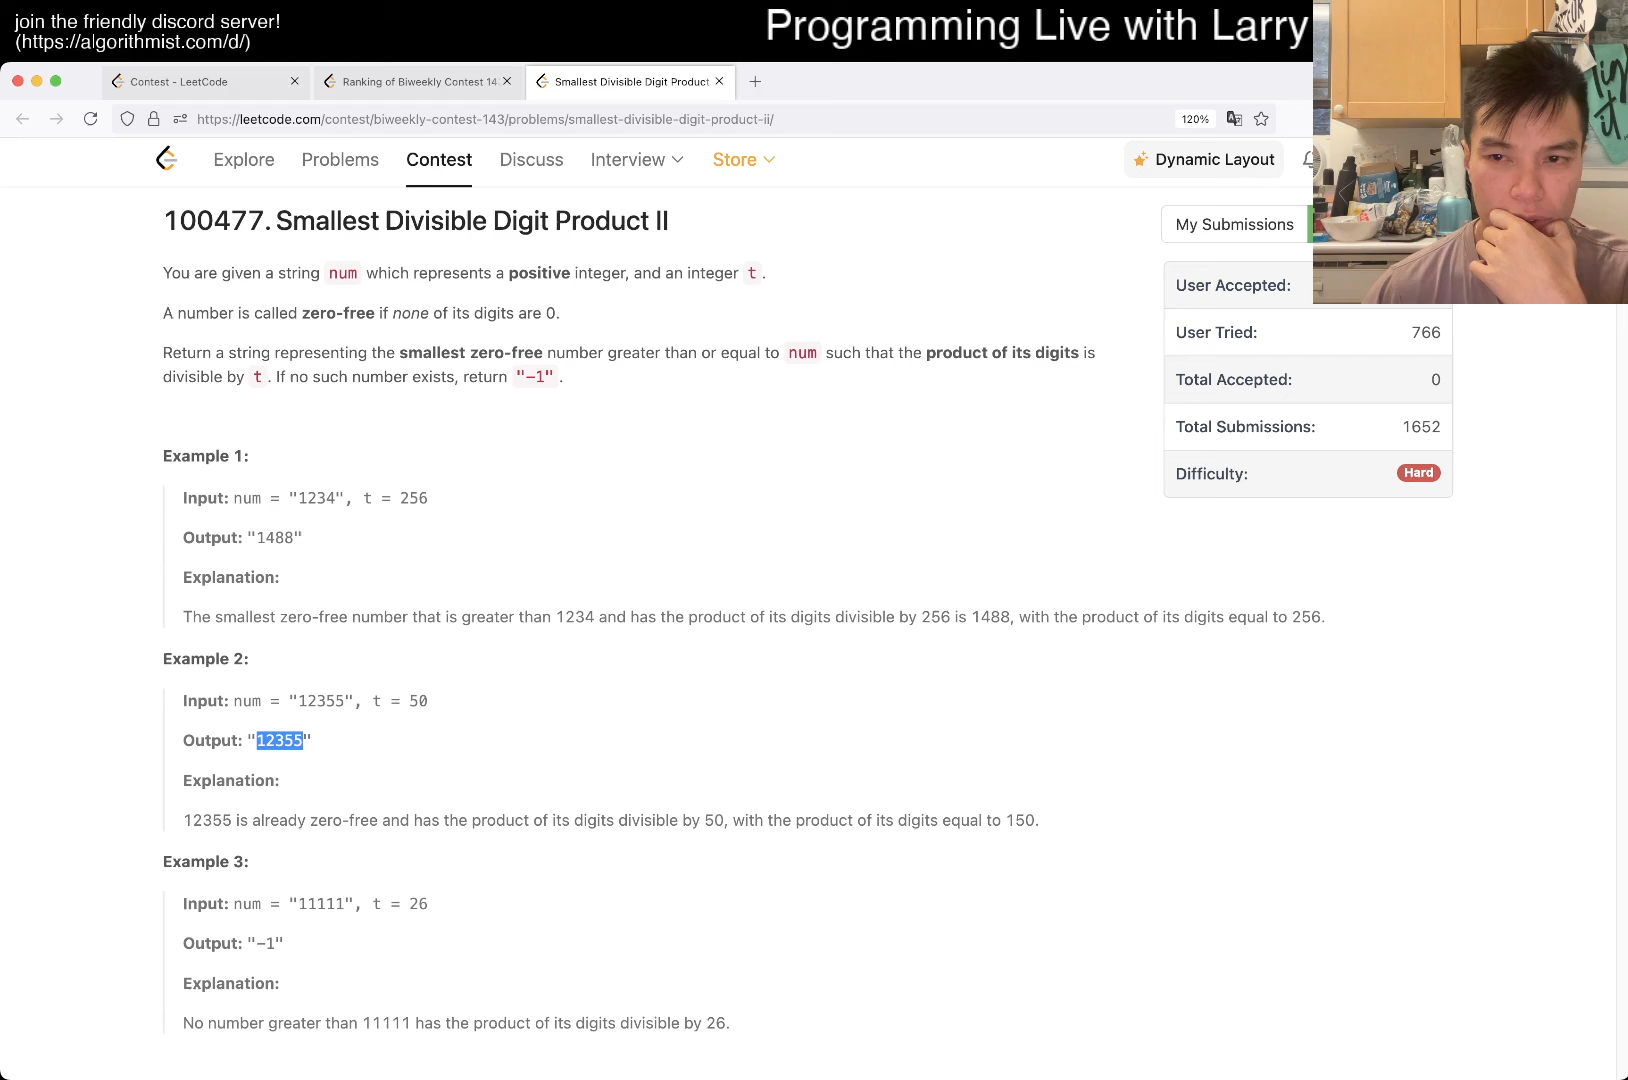 join the friendly discord server!
(https://algorithmist.com/d/)
Programming Live with Larry
Contest - LeetCode
Ranking of Biweekly Contest 14
Smallest Divisible Digit Product
https://leetcode.com/contest/biweekly-contest-143/problems/smallest-divisible-digit-product-ii/
120%
Explore Problems Contest Discuss Interview Store
Dynamic Layout
100477. Smallest Divisible Digit Product II
My Submissions
You are given a string num which represents a positive integer, and an integer t.
User Accepted:
A number is called zero-free if none of its digits are 0.
User Tried: 766
Return a string representing the smallest zero-free number greater than or equal to num such that the product of its digits is
divisible by t. If no such number exists, return "-1".
Total Accepted: 0
Total Submissions: 1652
Difficulty: Hard
Example 1:
Input: num = "1234", t = 256
Output: "1488"
Explanation:
The smallest zero-free number that is greater than 1234 and has the product of its digits divisible by 256 is 1488, with the product of its digits equal to 256.
Example 2:
Input: num = "12355", t = 50
Output: "12355"
Explanation:
12355 is already zero-free and has the product of its digits divisible by 50, with the product of its digits equal to 150.
Example 3:
Input: num = "11111", t = 26
Output: "-1"
Explanation:
No number greater than 11111 has the product of its digits divisible by 26.